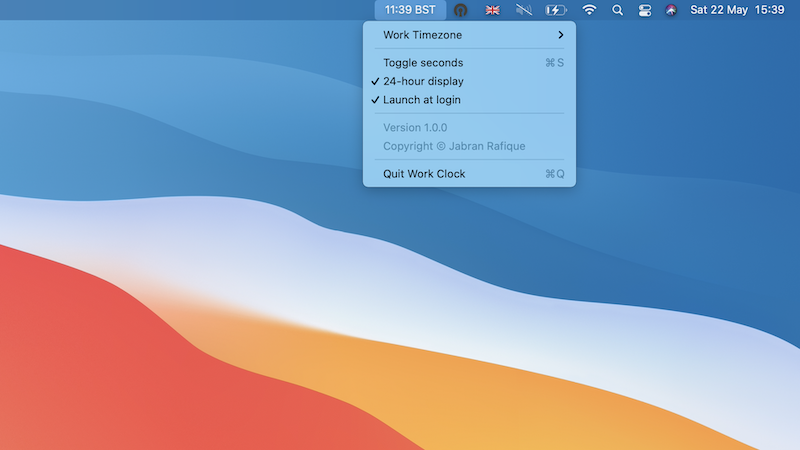 11:39 BST Sat 22 May 15:39
Work Timezone
Toggle seconds ⌘S
24-hour display
Launch at login
Version 1.0.0
Copyright © Jabran Rafique
Quit Work Clock ⌘Q